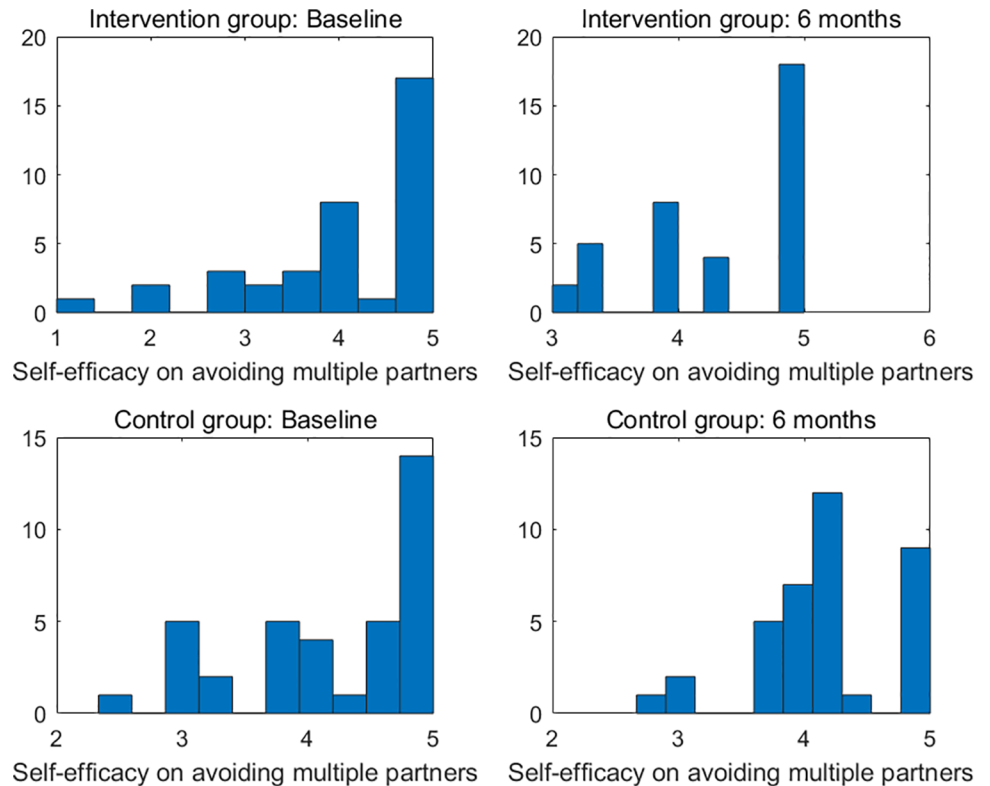 Intervention group: Baseline
20
15
10
5
0
1 2 3 4 5
Self-efficacy on avoiding multiple partners
Intervention group: 6 months
20
15
10
5
0
3 4 5 6
Self-efficacy on avoiding multiple partners
Control group: Baseline
15
10
5
0
2 3 4 5
Self-efficacy on avoiding multiple partners
Control group: 6 months
15
10
5
0
2 3 4 5
Self-efficacy on avoiding multiple partners